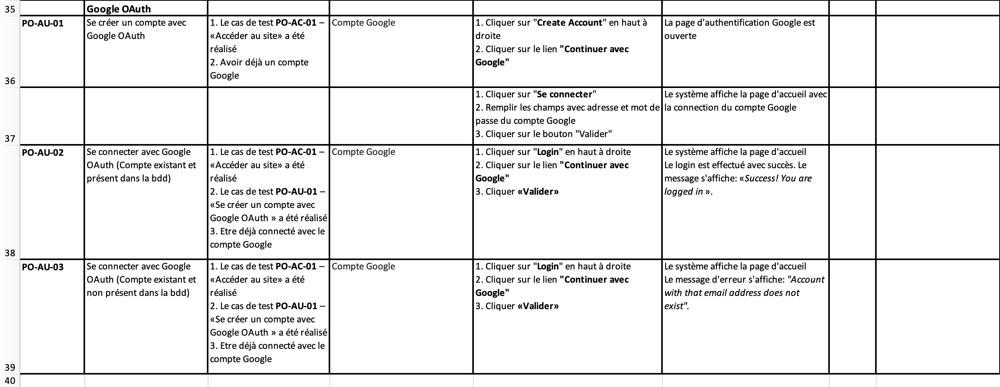 35
Google OAuth
PO-AU-01
Se créer un compte avec
Google OAuth
1. Le cas de test PO-AC-01 –
«Accéder au site» a été
réalisé
2. Avoir déjà un compte
Google
Compte Google
1. Cliquer sur "Create Account" en haut à
droite
2. Cliquer sur le lien "Continuer avec
Google"
La page d'authentification Google est
ouverte
36
1. Cliquer sur "Se connecter"
2. Remplir les champs avec adresse et mot de
passe du compte Google
3. Cliquer sur le bouton "Valider"
Le système affiche la page d'accueil avec
la connection du compte Google
37
PO-AU-02
Se connecter avec Google
OAuth (Compte existant et
présent dans la bdd)
1. Le cas de test PO-AC-01 –
«Accéder au site» a été
réalisé
2. Le cas de test PO-AU-01 –
«Se créer un compte avec
Google OAuth » a été réalisé
3. Etre déjà connecté avec le
compte Google
Compte Google
1. Cliquer sur "Login" en haut à droite
2. Cliquer sur le lien "Continuer avec
Google"
3. Cliquer «Valider»
Le système affiche la page d'accueil
Le login est effectué avec succès. Le
message s'affiche: «Success! You are
logged in ».
38
PO-AU-03
Se connecter avec Google
OAuth (Compte existant et
non présent dans la bdd)
1. Le cas de test PO-AC-01 –
«Accéder au site» a été
réalisé
2. Le cas de test PO-AU-01 –
«Se créer un compte avec
Google OAuth » a été réalisé
3. Etre déjà connecté avec le
compte Google
Compte Google
1. Cliquer sur "Login" en haut à droite
2. Cliquer sur le lien "Continuer avec
Google"
3. Cliquer «Valider»
Le système affiche la page d'accueil
Le message d'erreur s'affiche: "Account
with that email address does not
exist".
39
40